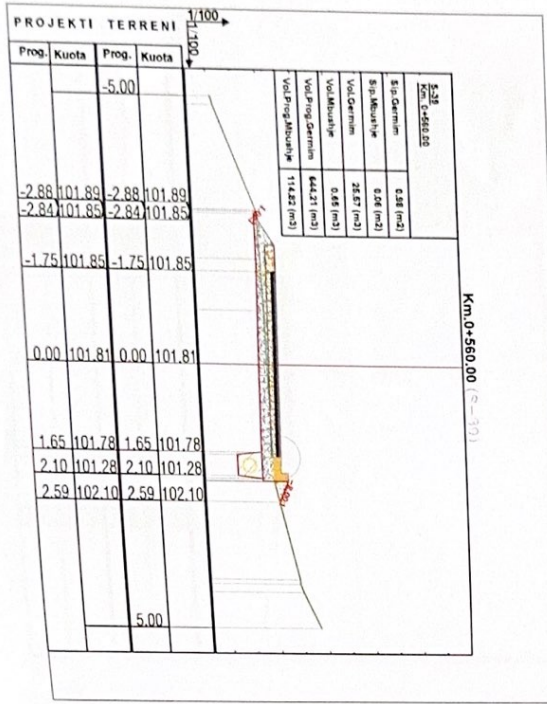 PROJEKTI TERRENI
1/100
1/100
Prog. Kuota Prog. Kuota
-5.00
-2.88 101.89 -2.88 101.89
-2.84 101.85 -2.84 101.85
-1.75 101.85 -1.75 101.85
0.00 101.81 0.00 101.81
1.65 101.78 1.65 101.78
2.10 101.28 2.10 101.28
2.59 102.10 2.59 102.10
5.00
Km.0+560.00
S-39
Km. 0+560.00
Sip.Germim 0.98 (m2)
Sip.Mbushje 0.06 (m2)
Vol.Germim 25.57 (m3)
Vol.Mbushje 0.65 (m3)
Vol.Prog.Germim 644.21 (m3)
Vol.Prog.Mbushje 114.82 (m3)